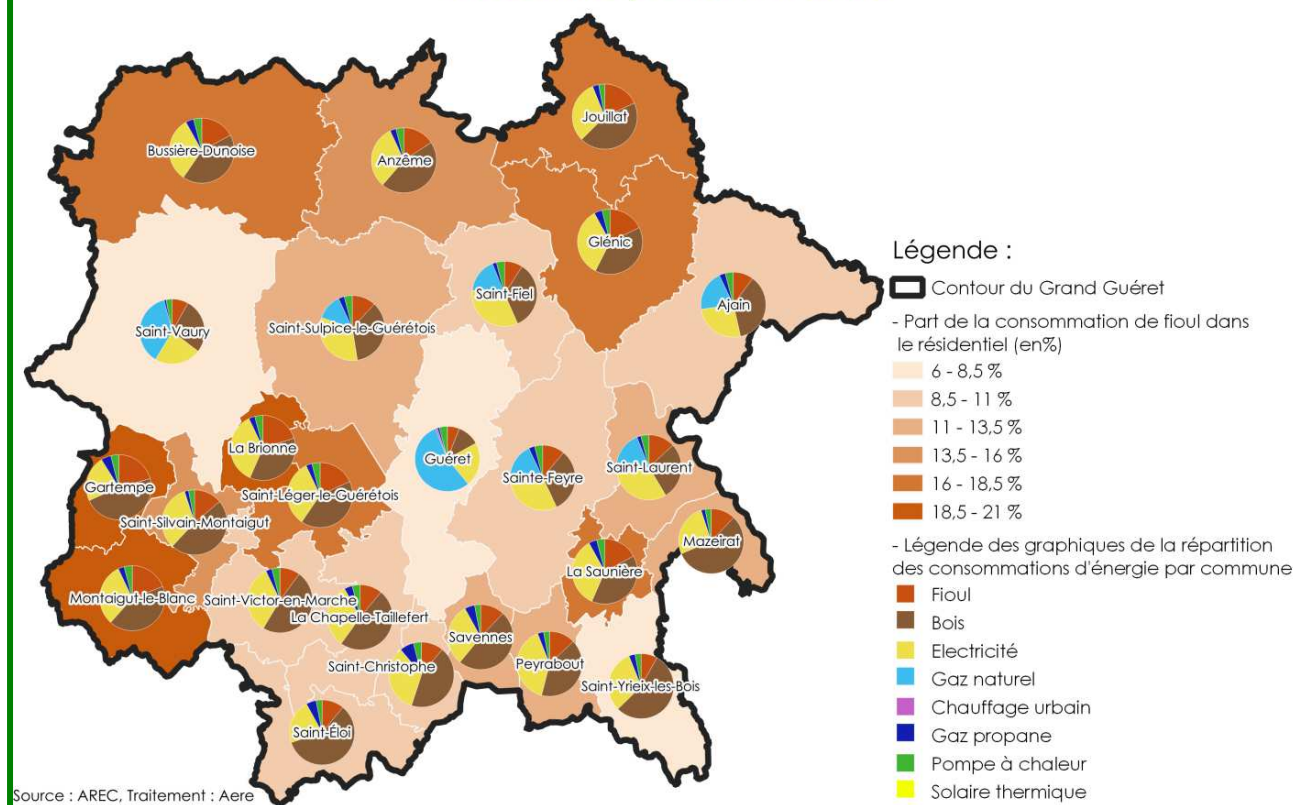 Jouillat
Bussière-Dunoise
Anzême
Glénic
Saint-Fiel
Ajain
Saint-Vaury
Saint-Sulpice-le-Guérétois
La Brionne
Guéret
Sainte-Feyre
Saint-Laurent
Gartempe
Saint-Léger-le-Guérétois
Saint-Silvain-Montaigut
Mazeirat
La Saunière
Montaigut-le-Blanc
Saint-Victor-en-Marche
La Chapelle-Taillefert
Savennes
Saint-Christophe
Peyrabout
Saint-Yrieix-les-Bois
Saint-Éloi
Source : AREC, Traitement : Aere
Légende :
Contour du Grand Guéret
- Part de la consommation de fioul dans
le résidentiel (en%)
6 - 8,5 %
8,5 - 11 %
11 - 13,5 %
13,5 - 16 %
16 - 18,5 %
18,5 - 21 %
- Légende des graphiques de la répartition
des consommations d'énergie par commune
Fioul
Bois
Electricité
Gaz naturel
Chauffage urbain
Gaz propane
Pompe à chaleur
Solaire thermique